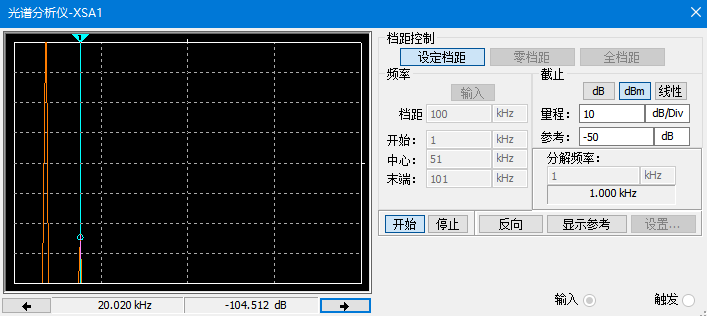 光谱分析仪-XSA1
1
档距控制
设定档距 零档距 全档距
频率
输入
档距 100 kHz
开始: 1 kHz
中心: 51 kHz
末端: 101 kHz
截止
dB dBm 线性
量程: 10 dB/Div
参考: -50 dB
分解频率:
1 kHz
1.000 kHz
开始 停止 反向 显示参考 设置...
20.020 kHz -104.512 dB
输入 触发